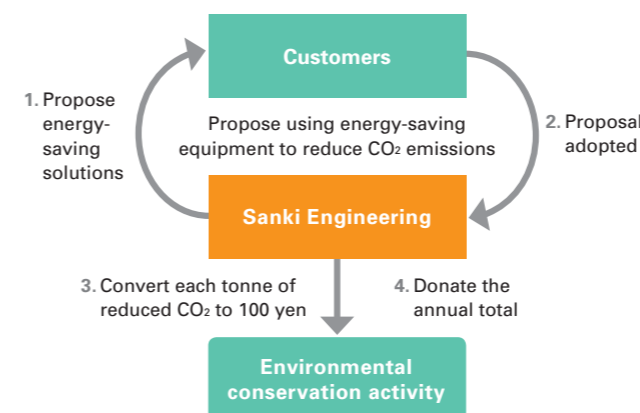 Customers
1. Propose
energy-
saving
solutions
Propose using energy-saving
equipment to reduce CO₂ emissions
2. Proposal
adopted
Sanki Engineering
3. Convert each tonne of
reduced CO₂ to 100 yen
4. Donate the
annual total
Environmental
conservation activity